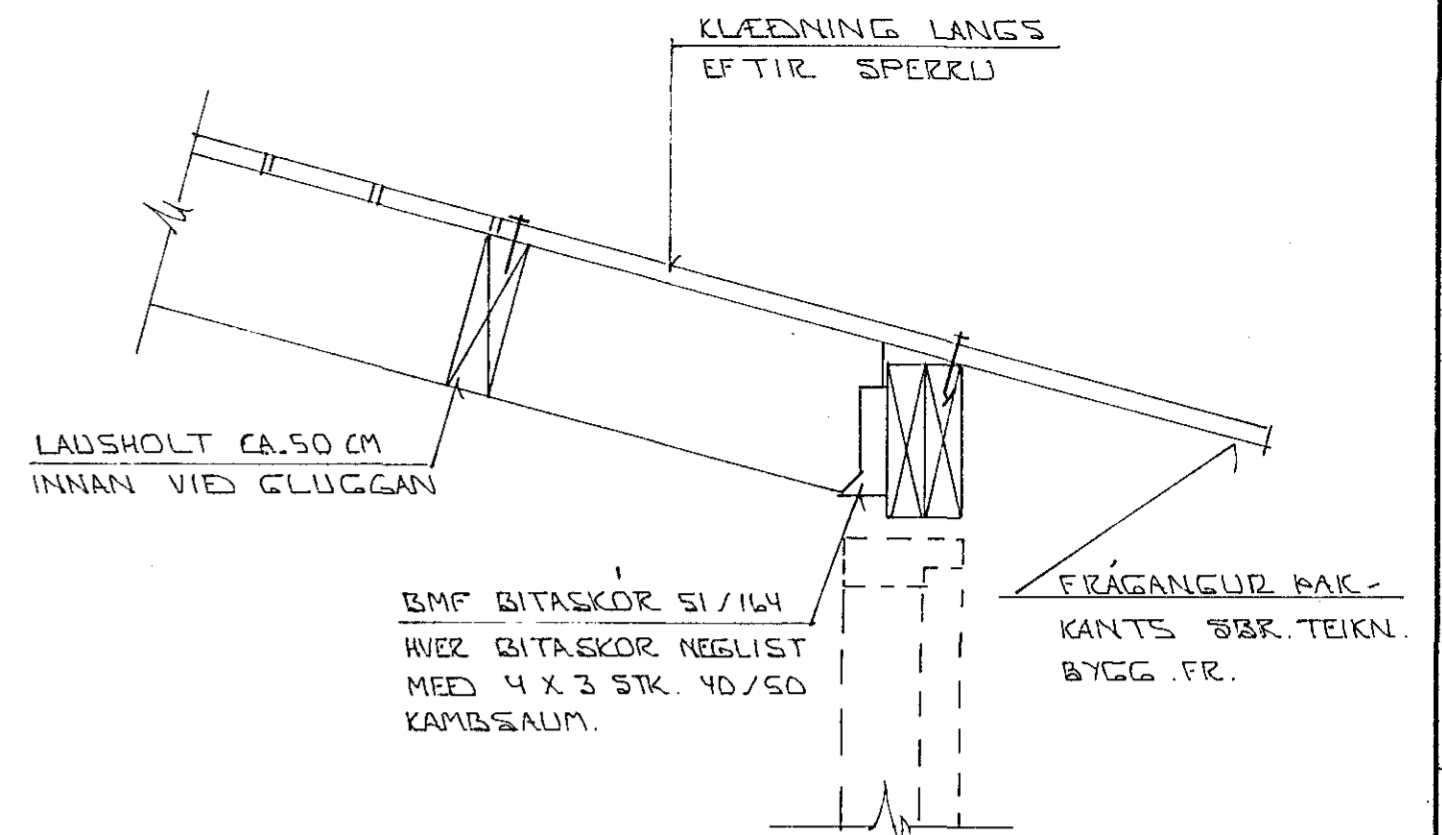 KLÆÐNING LANGS
EFTIR SPERRU
LAUSHOLT CA. 50 CM
INNAN VIÐ GLUGGAN
BMF BITASKÓR 51/164
HVER BITASKOR NEGLIST
MEÐ 4 X 3 STK. 40/50
KAMBSAUM.
FRÁGANGUR ÞAK-
KANTS SBR. TEIKN.
BYGG. FR.